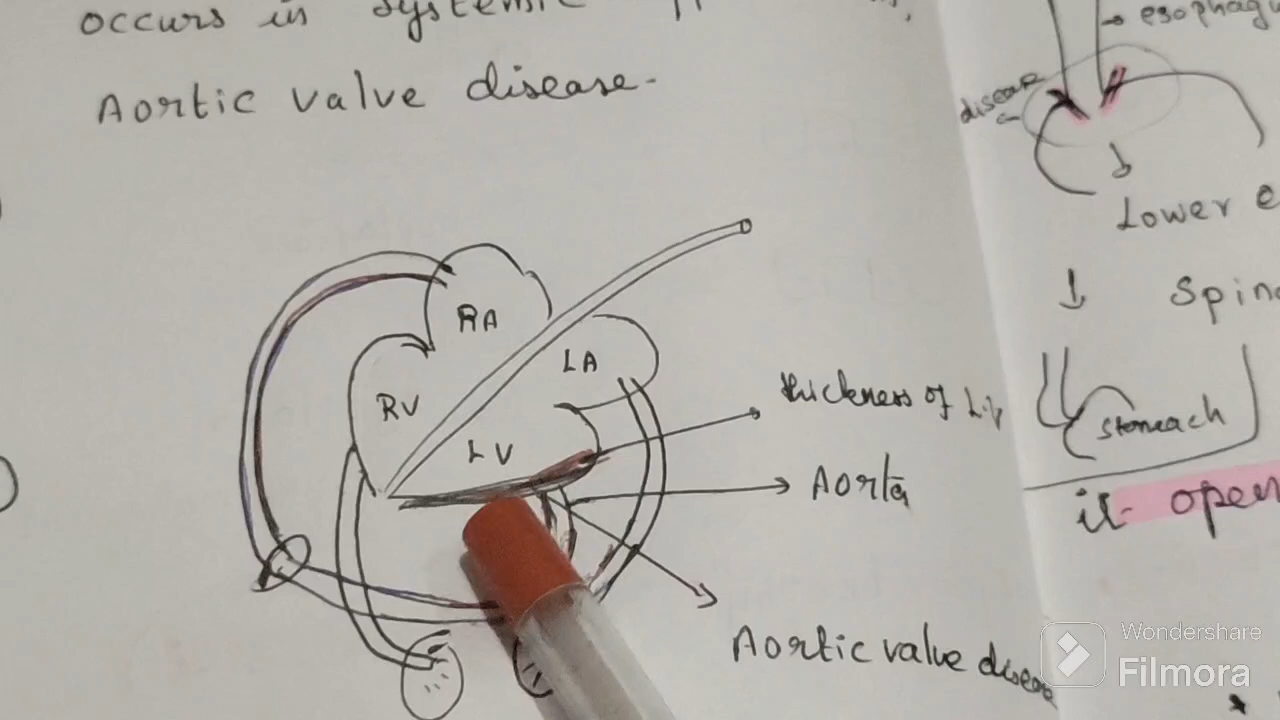 occurs in systemic
Aortic valve disease.
RA
LA
RV
LV
thickness of L.V
Aorta
Aortic valve disease
esophagu
disease
Lower e
Spin
stomach
it open
Wondershare
Filmora